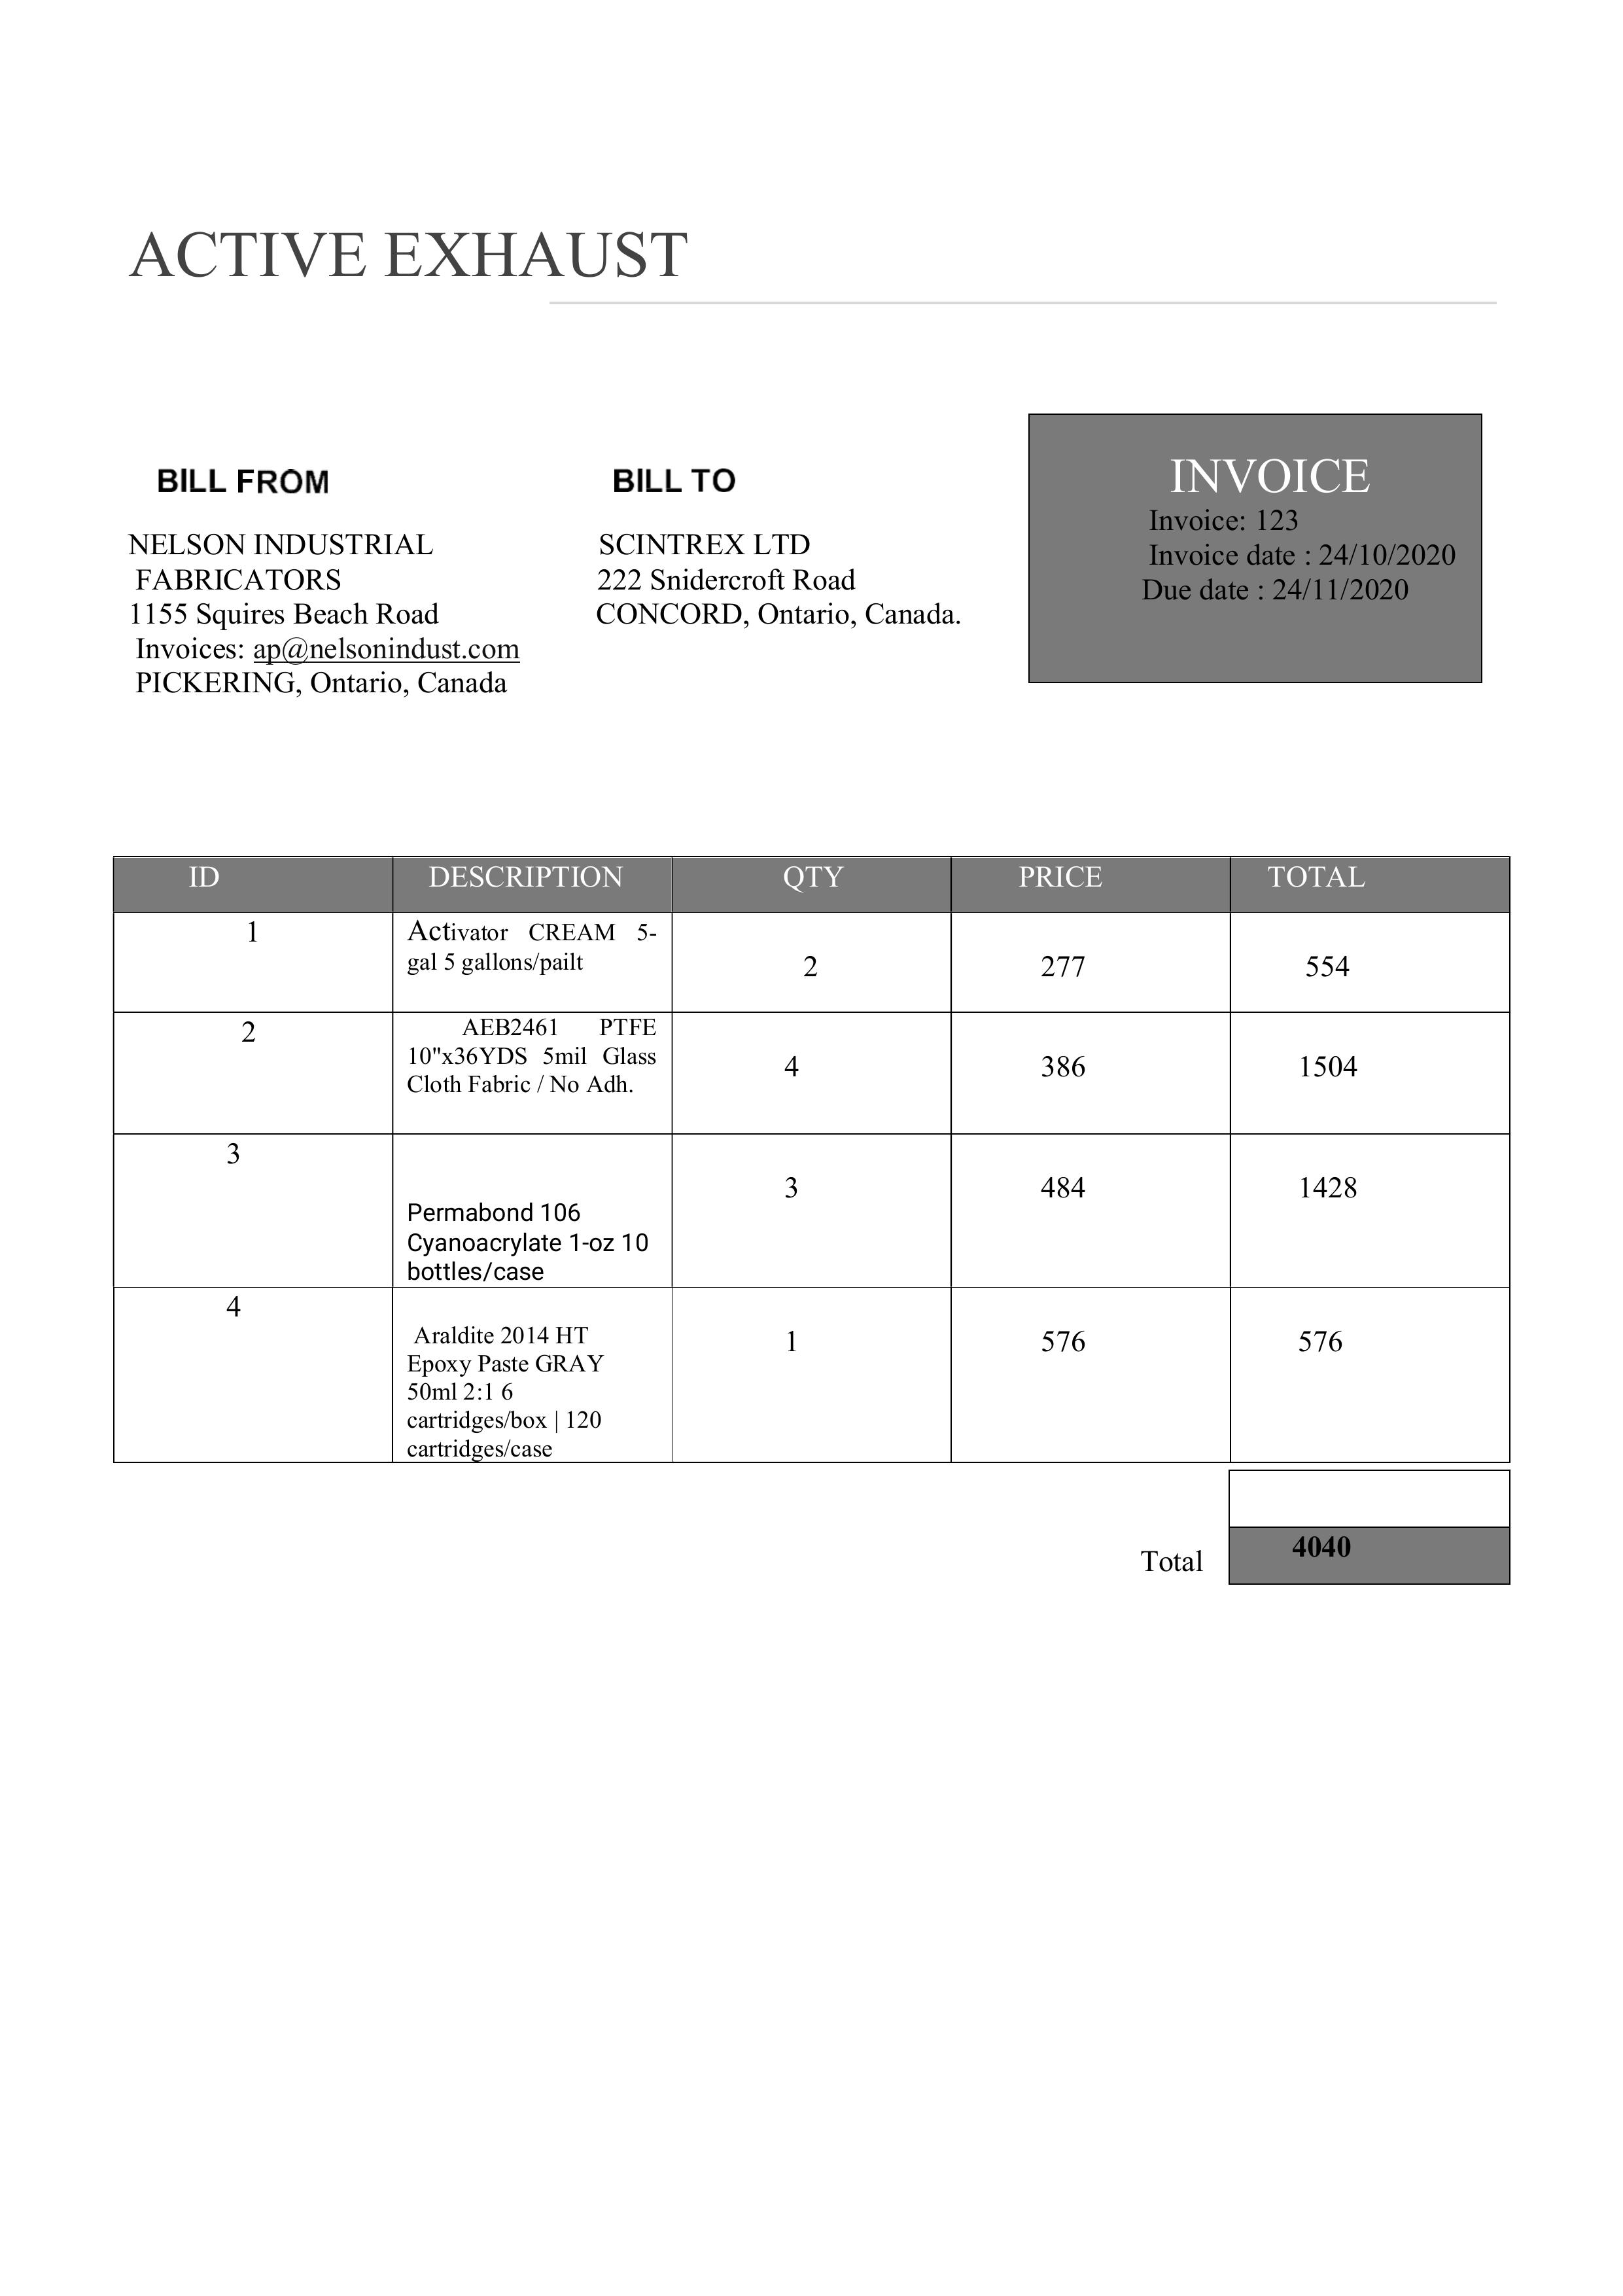 ACTIVE EXHAUST
BILL FROM
NELSON INDUSTRIAL
FABRICATORS
1155 Squires Beach Road
Invoices: ap@nelsonindust.com
PICKERING, Ontario, Canada
BILL TO
SCINTREX LTD
222 Snidercroft Road
CONCORD, Ontario, Canada.
INVOICE
Invoice: 123
Invoice date : 24/10/2020
Due date : 24/11/2020
ID DESCRIPTION QTY PRICE TOTAL
1
Activator CREAM 5-
gal 5 gallons/pailt
2 277 554
2
AEB2461 PTFE
10"x36YDS 5mil Glass
Cloth Fabric / No Adh.
4 386 1504
3
Permabond 106
Cyanoacrylate 1-oz 10
bottles/case
3 484 1428
4
Araldite 2014 HT
Epoxy Paste GRAY
50ml 2:1 6
cartridges/box | 120
cartridges/case
1 576 576
Total 4040